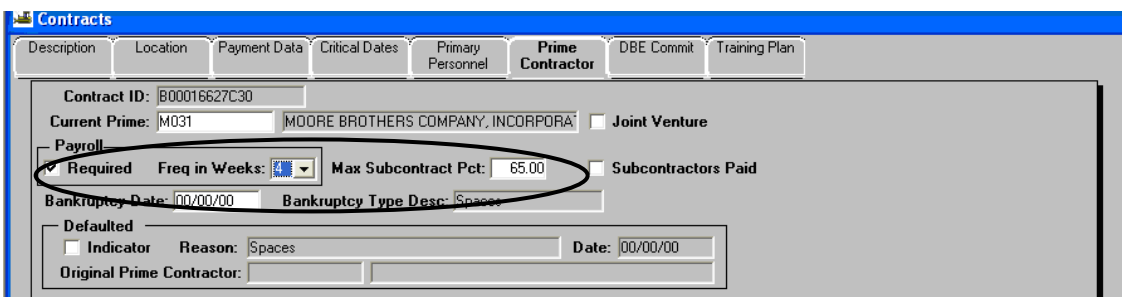 Contracts
Description Location Payment Data Critical Dates Primary Personnel Prime Contractor DBE Commit Training Plan
Contract ID: B00016627C30
Current Prime: M031 MOORE BROTHERS COMPANY, INCORPORA Joint Venture
Payroll
Required Freq in Weeks: 4 Max Subcontract Pct: 65.00 Subcontractors Paid
Bankruptcy Date: 00/00/00 Bankruptcy Type Desc: Spaces
Defaulted
Indicator Reason: Spaces Date: 00/00/00
Original Prime Contractor: